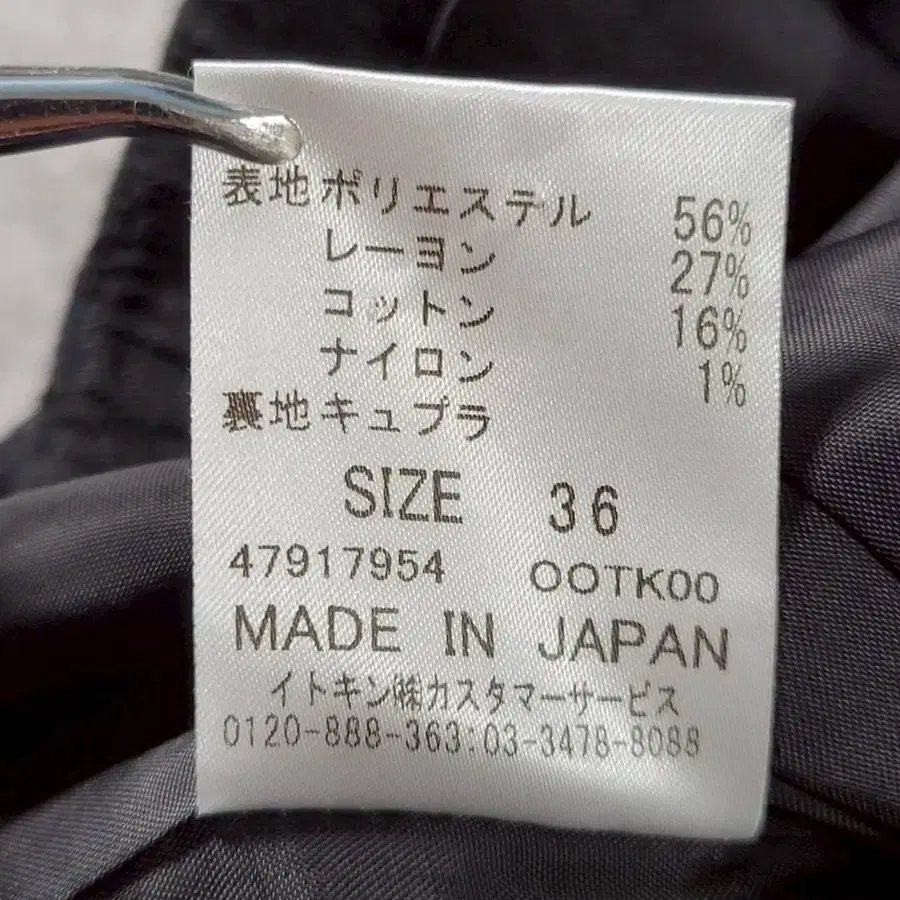 表地ポリエステル 56%
レーヨン 27%
コットン 16%
ナイロン 1%
裏地キュプラ
SIZE 36
47917954 OOTK00
MADE IN JAPAN
イトキン㈱カスタマーサービス
0120-888-363:03-3478-8088